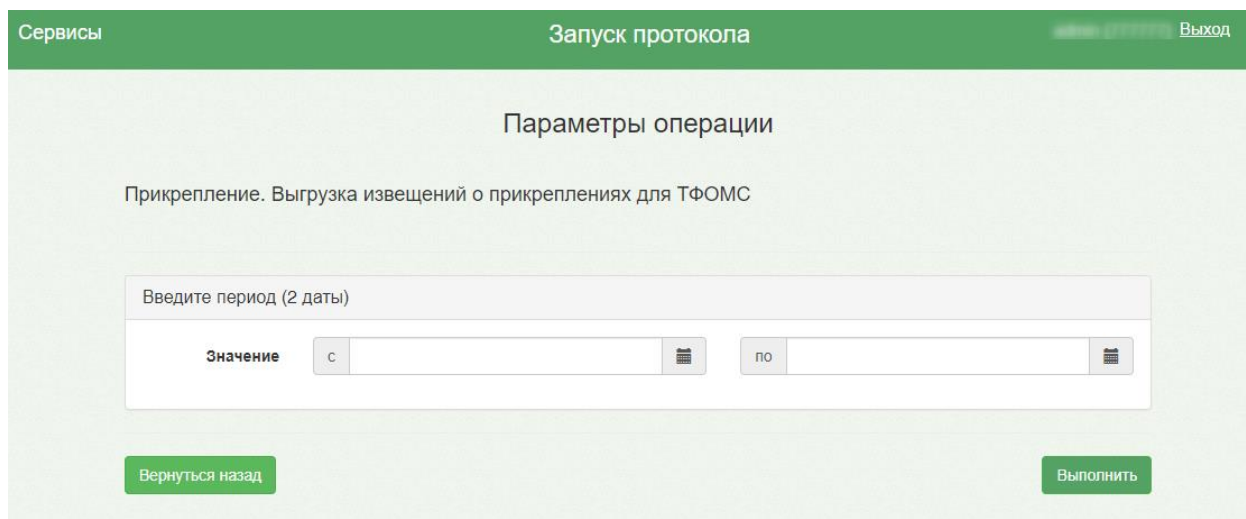 Сервисы Запуск протокола Выход
Параметры операции
Прикрепление. Выгрузка извещений о прикреплениях для ТФОМС
Введите период (2 даты)
Значение с по
Вернуться назад Выполнить